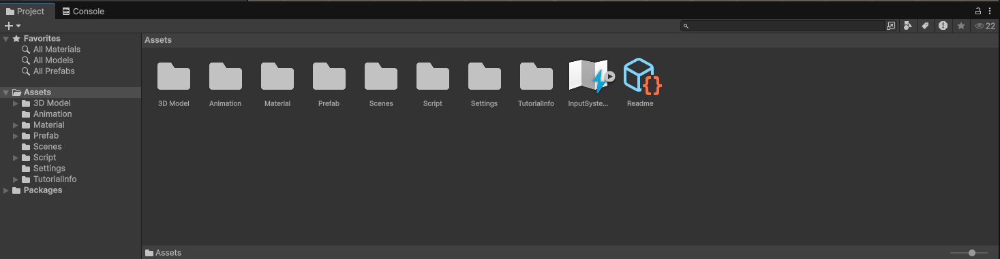 Project
Console
22
Favorites
All Materials
All Models
All Prefabs
Assets
3D Model
Animation
Material
Prefab
Scenes
Script
Settings
TutorialInfo
Packages
Assets
3D Model Animation Material Prefab Scenes Script Settings TutorialInfo InputSyste... Readme
Assets